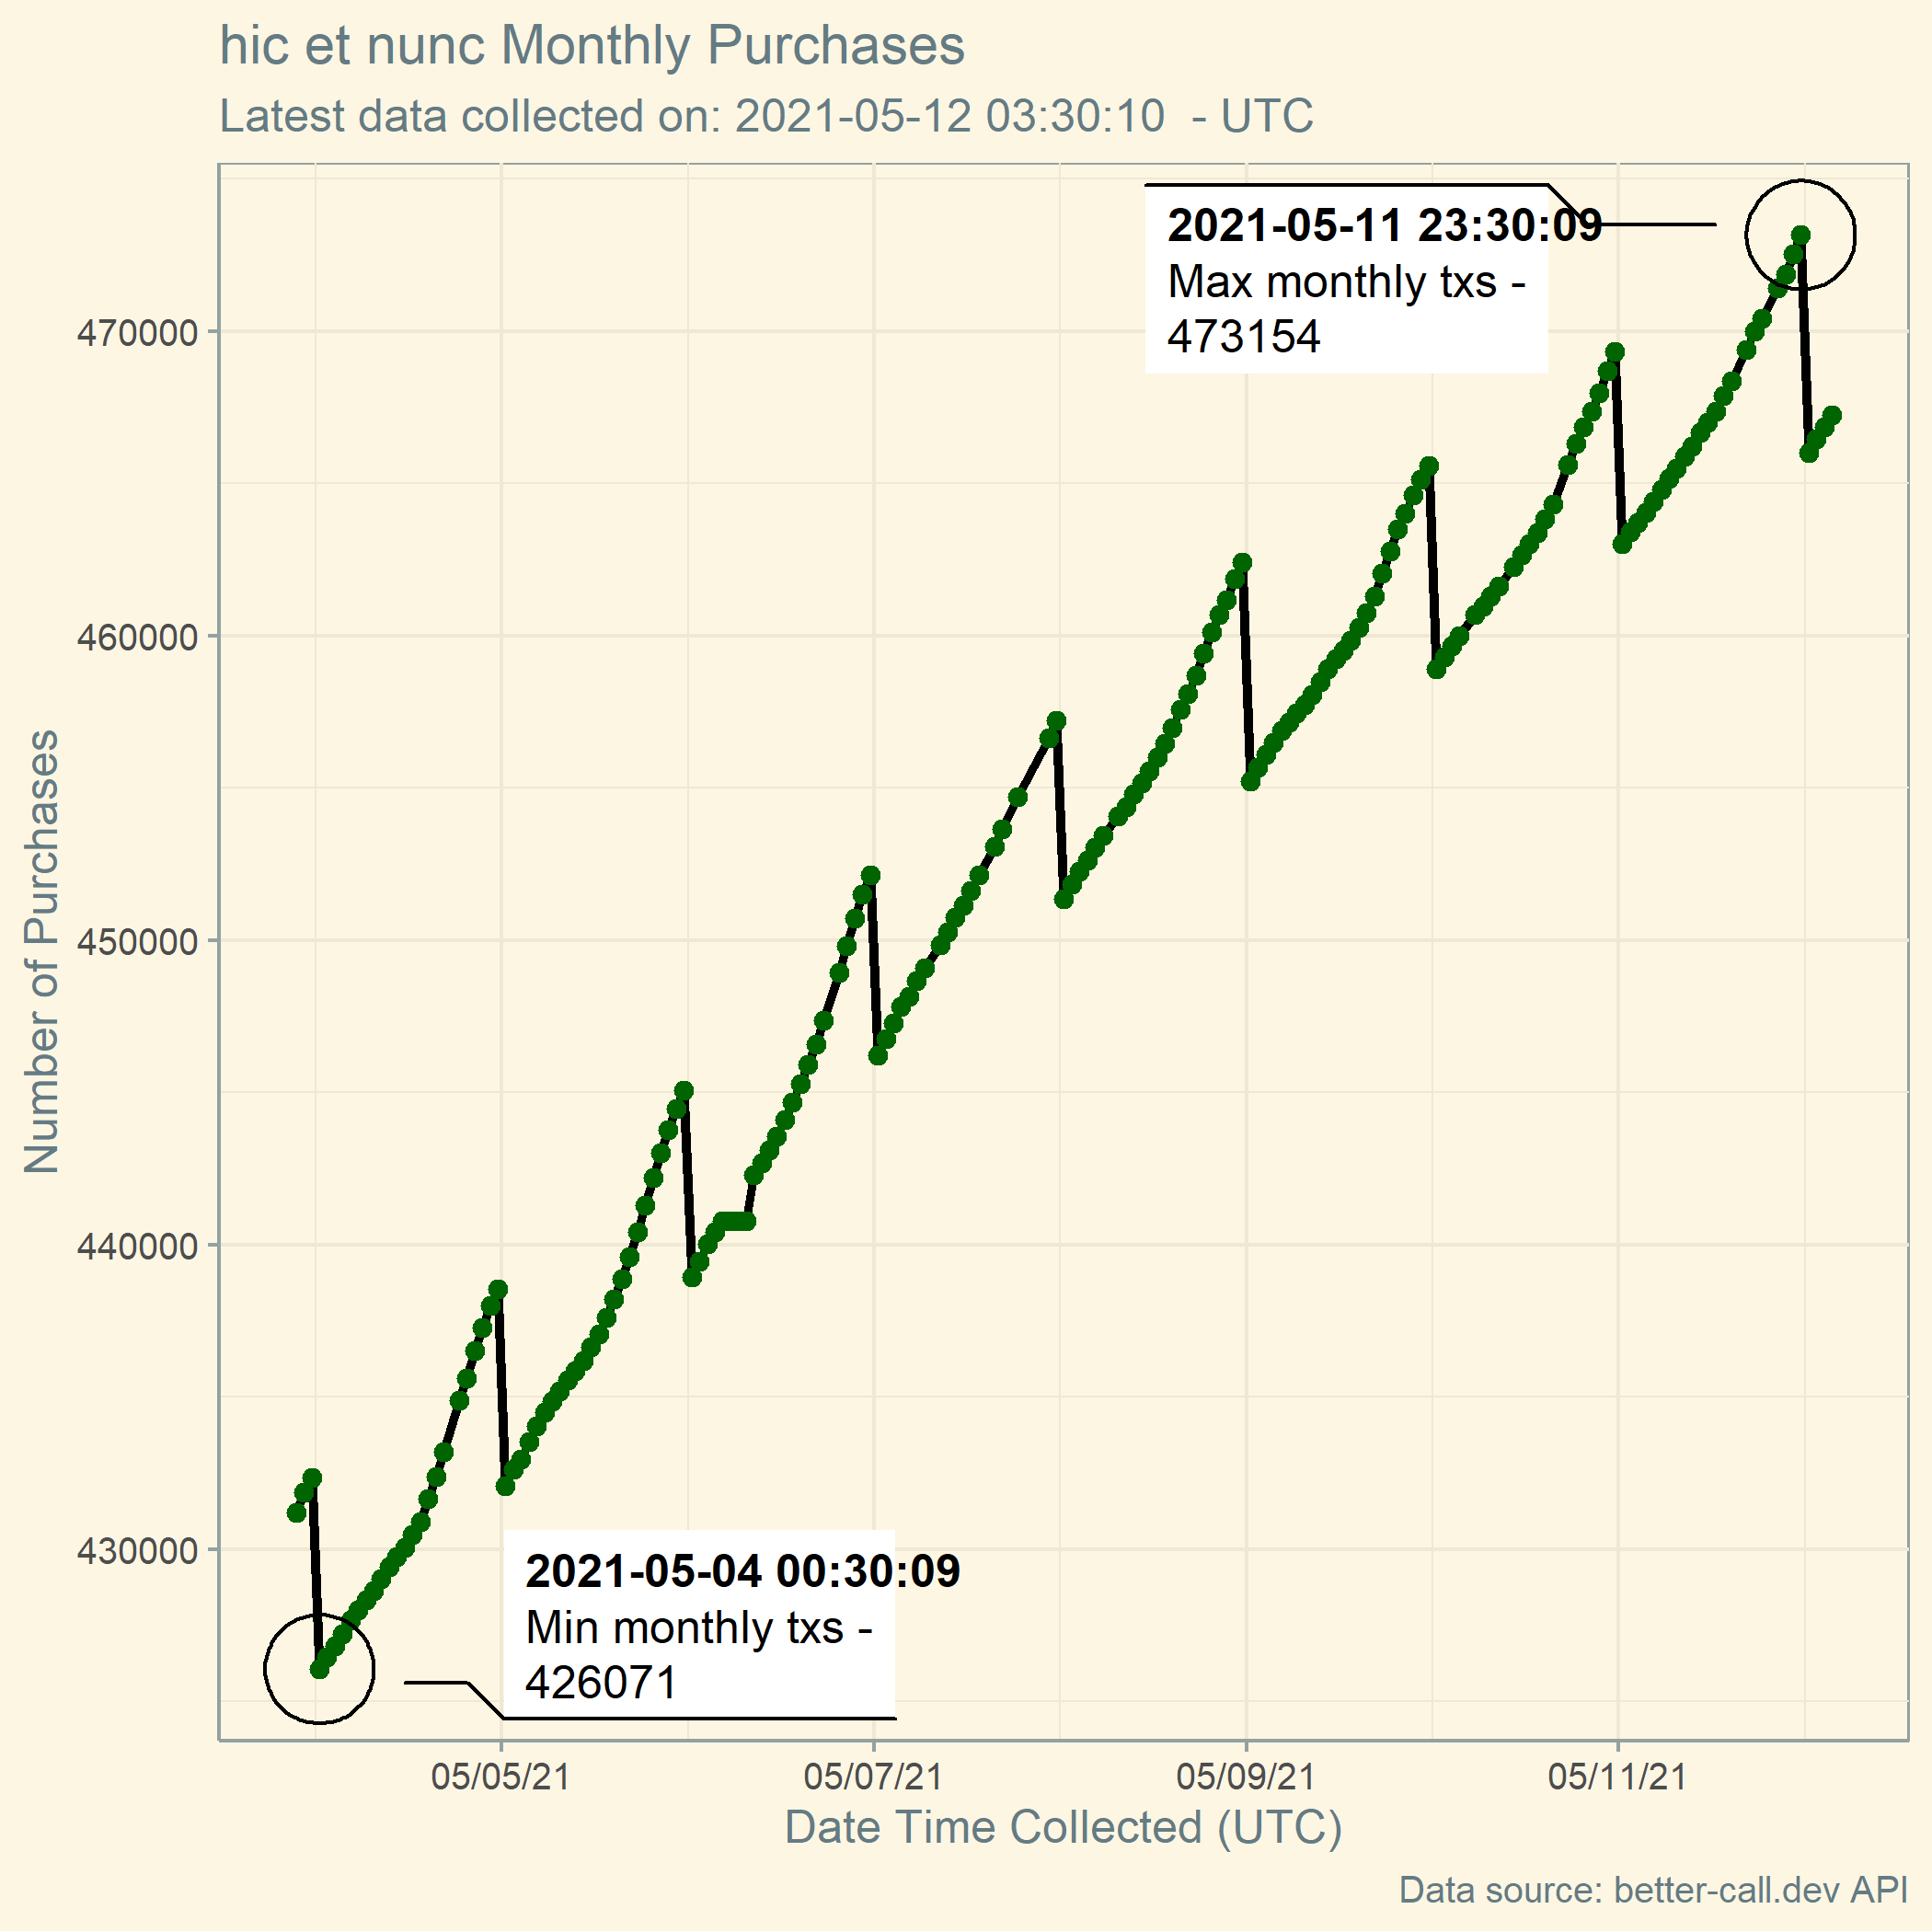 hic et nunc Monthly Purchases
Latest data collected on: 2021-05-12 03:30:10  - UTC
2021-05-11 23:30:09
Max monthly txs -
473154
470000
460000
450000
440000
430000
Number of Purchases
2021-05-04 00:30:09
Min monthly txs -
426071
05/05/21 05/07/21 05/09/21 05/11/21
Date Time Collected (UTC)
Data source: better-call.dev API